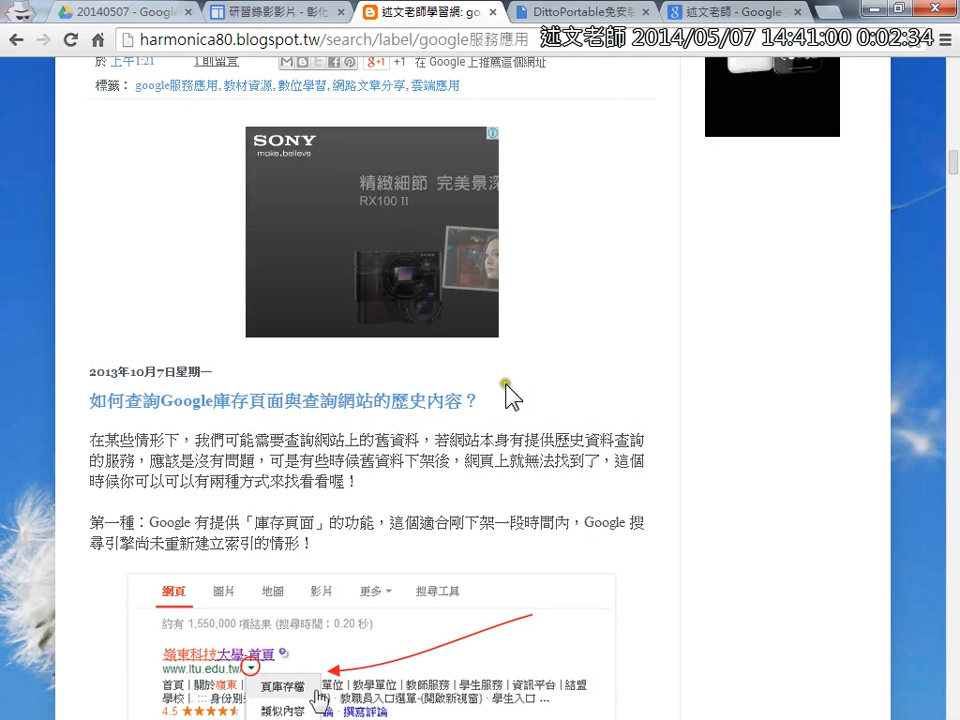 20140507 - Googl
研習錄影影片 - 彰化
述文老師學習網: go
DittoPortable免安
述文老師 - Google
harmonica80.blogspot.tw/search/label/google服務應用
述文老師 2014/05/07 14:41:00 0:02:34
於 上午1:21 1則留言 +1 在 Google 上推薦這個網址
標籤： google服務應用, 教材資源, 數位學習, 網路文章分享, 雲端應用
SONY
make.believe
精緻細節 完美景深
RX100 II
2013年10月7日星期一
如何查詢Google庫存頁面與查詢網站的歷史內容？
在某些情形下，我們可能需要查詢網站上的舊資料，若網站本身有提供歷史資料查詢
的服務，應該是沒有問題，可是有些時候舊資料下架後，網頁上就無法找到了，這個
時候你可以可以有兩種方式來找看看喔！
第一種：Google 有提供「庫存頁面」的功能，這個適合剛下架一段時間內，Google 搜
尋引擎尚未重新建立索引的情形！
網頁 圖片 地圖 影片 更多 搜尋工具
約有 1,550,000 項結果 (搜尋時間：0.20 秒)
嶺東科技大學-首頁
www.ltu.edu.tw
首頁 | 關於嶺東 | 單位 | 教學單位 | 教師服務 | 學生服務 | 資訊平台 | 結盟
學校 | . ::: 身份別 教職員入口選單-(開啟新視窗)・學生入口 ...
頁庫存檔
4.5 論 - 撰寫評論
類似內容